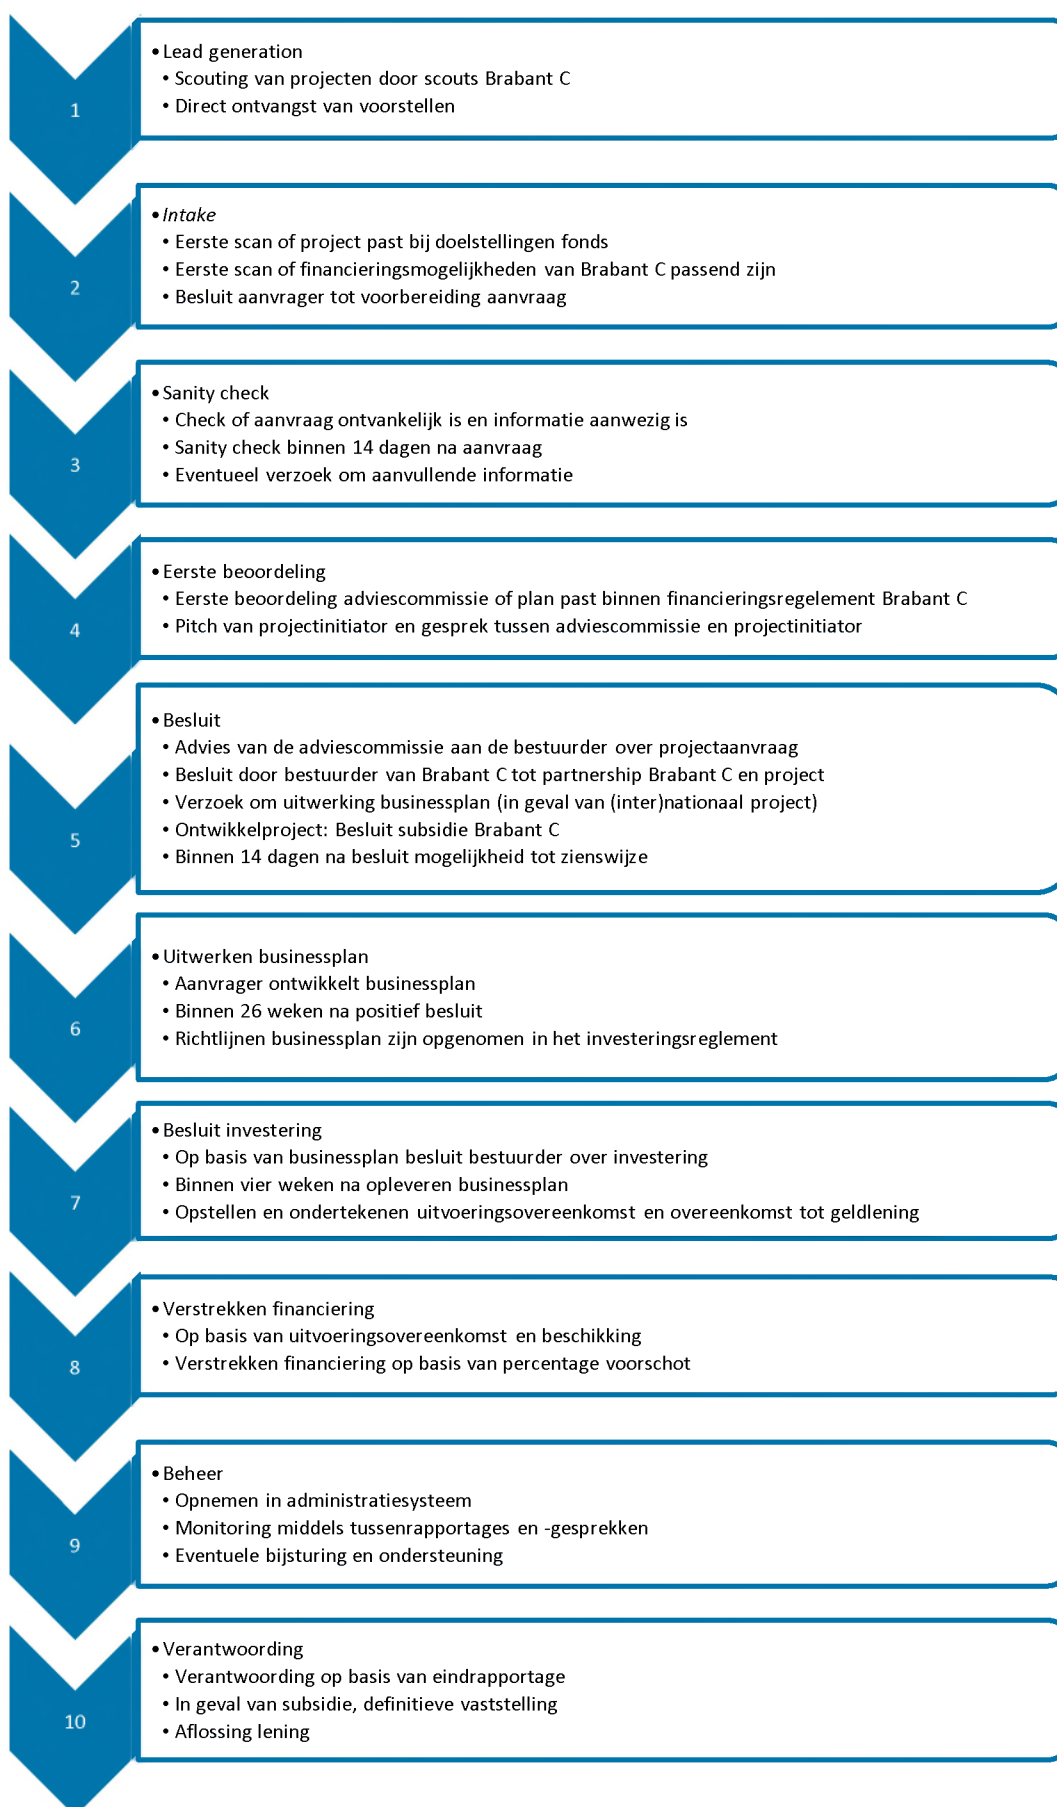 1
• Lead generation
• Scouting van projecten door scouts Brabant C
• Direct ontvangst van voorstellen
2
• Intake
• Eerste scan of project past bij doelstellingen fonds
• Eerste scan of financieringsmogelijkheden van Brabant C passend zijn
• Besluit aanvrager tot voorbereiding aanvraag
3
• Sanity check
• Check of aanvraag ontvankelijk is en informatie aanwezig is
• Sanity check binnen 14 dagen na aanvraag
• Eventueel verzoek om aanvullende informatie
4
• Eerste beoordeling
• Eerste beoordeling adviescommissie of plan past binnen financieringsregelement Brabant C
• Pitch van projectinitiator en gesprek tussen adviescommissie en projectinitiator
5
• Besluit
• Advies van de adviescommissie aan de bestuurder over projectaanvraag
• Besluit door bestuurder van Brabant C tot partnership Brabant C en project
• Verzoek om uitwerking businessplan (in geval van (inter)nationaal project)
• Ontwikkelproject: Besluit subsidie Brabant C
• Binnen 14 dagen na besluit mogelijkheid tot zienswijze
6
• Uitwerken businessplan
• Aanvrager ontwikkelt businessplan
• Binnen 26 weken na positief besluit
• Richtlijnen businessplan zijn opgenomen in het investeringsreglement
7
• Besluit investering
• Op basis van businessplan besluit bestuurder over investering
• Binnen vier weken na opleveren businessplan
• Opstellen en ondertekenen uitvoeringsovereenkomst en overeenkomst tot geldlening
8
• Verstrekken financiering
• Op basis van uitvoeringsovereenkomst en beschikking
• Verstrekken financiering op basis van percentage voorschot
9
• Beheer
• Opnemen in administratiesysteem
• Monitoring middels tussenrapportages en -gesprekken
• Eventuele bijsturing en ondersteuning
10
• Verantwoording
• Verantwoording op basis van eindrapportage
• In geval van subsidie, definitieve vaststelling
• Aflossing lening